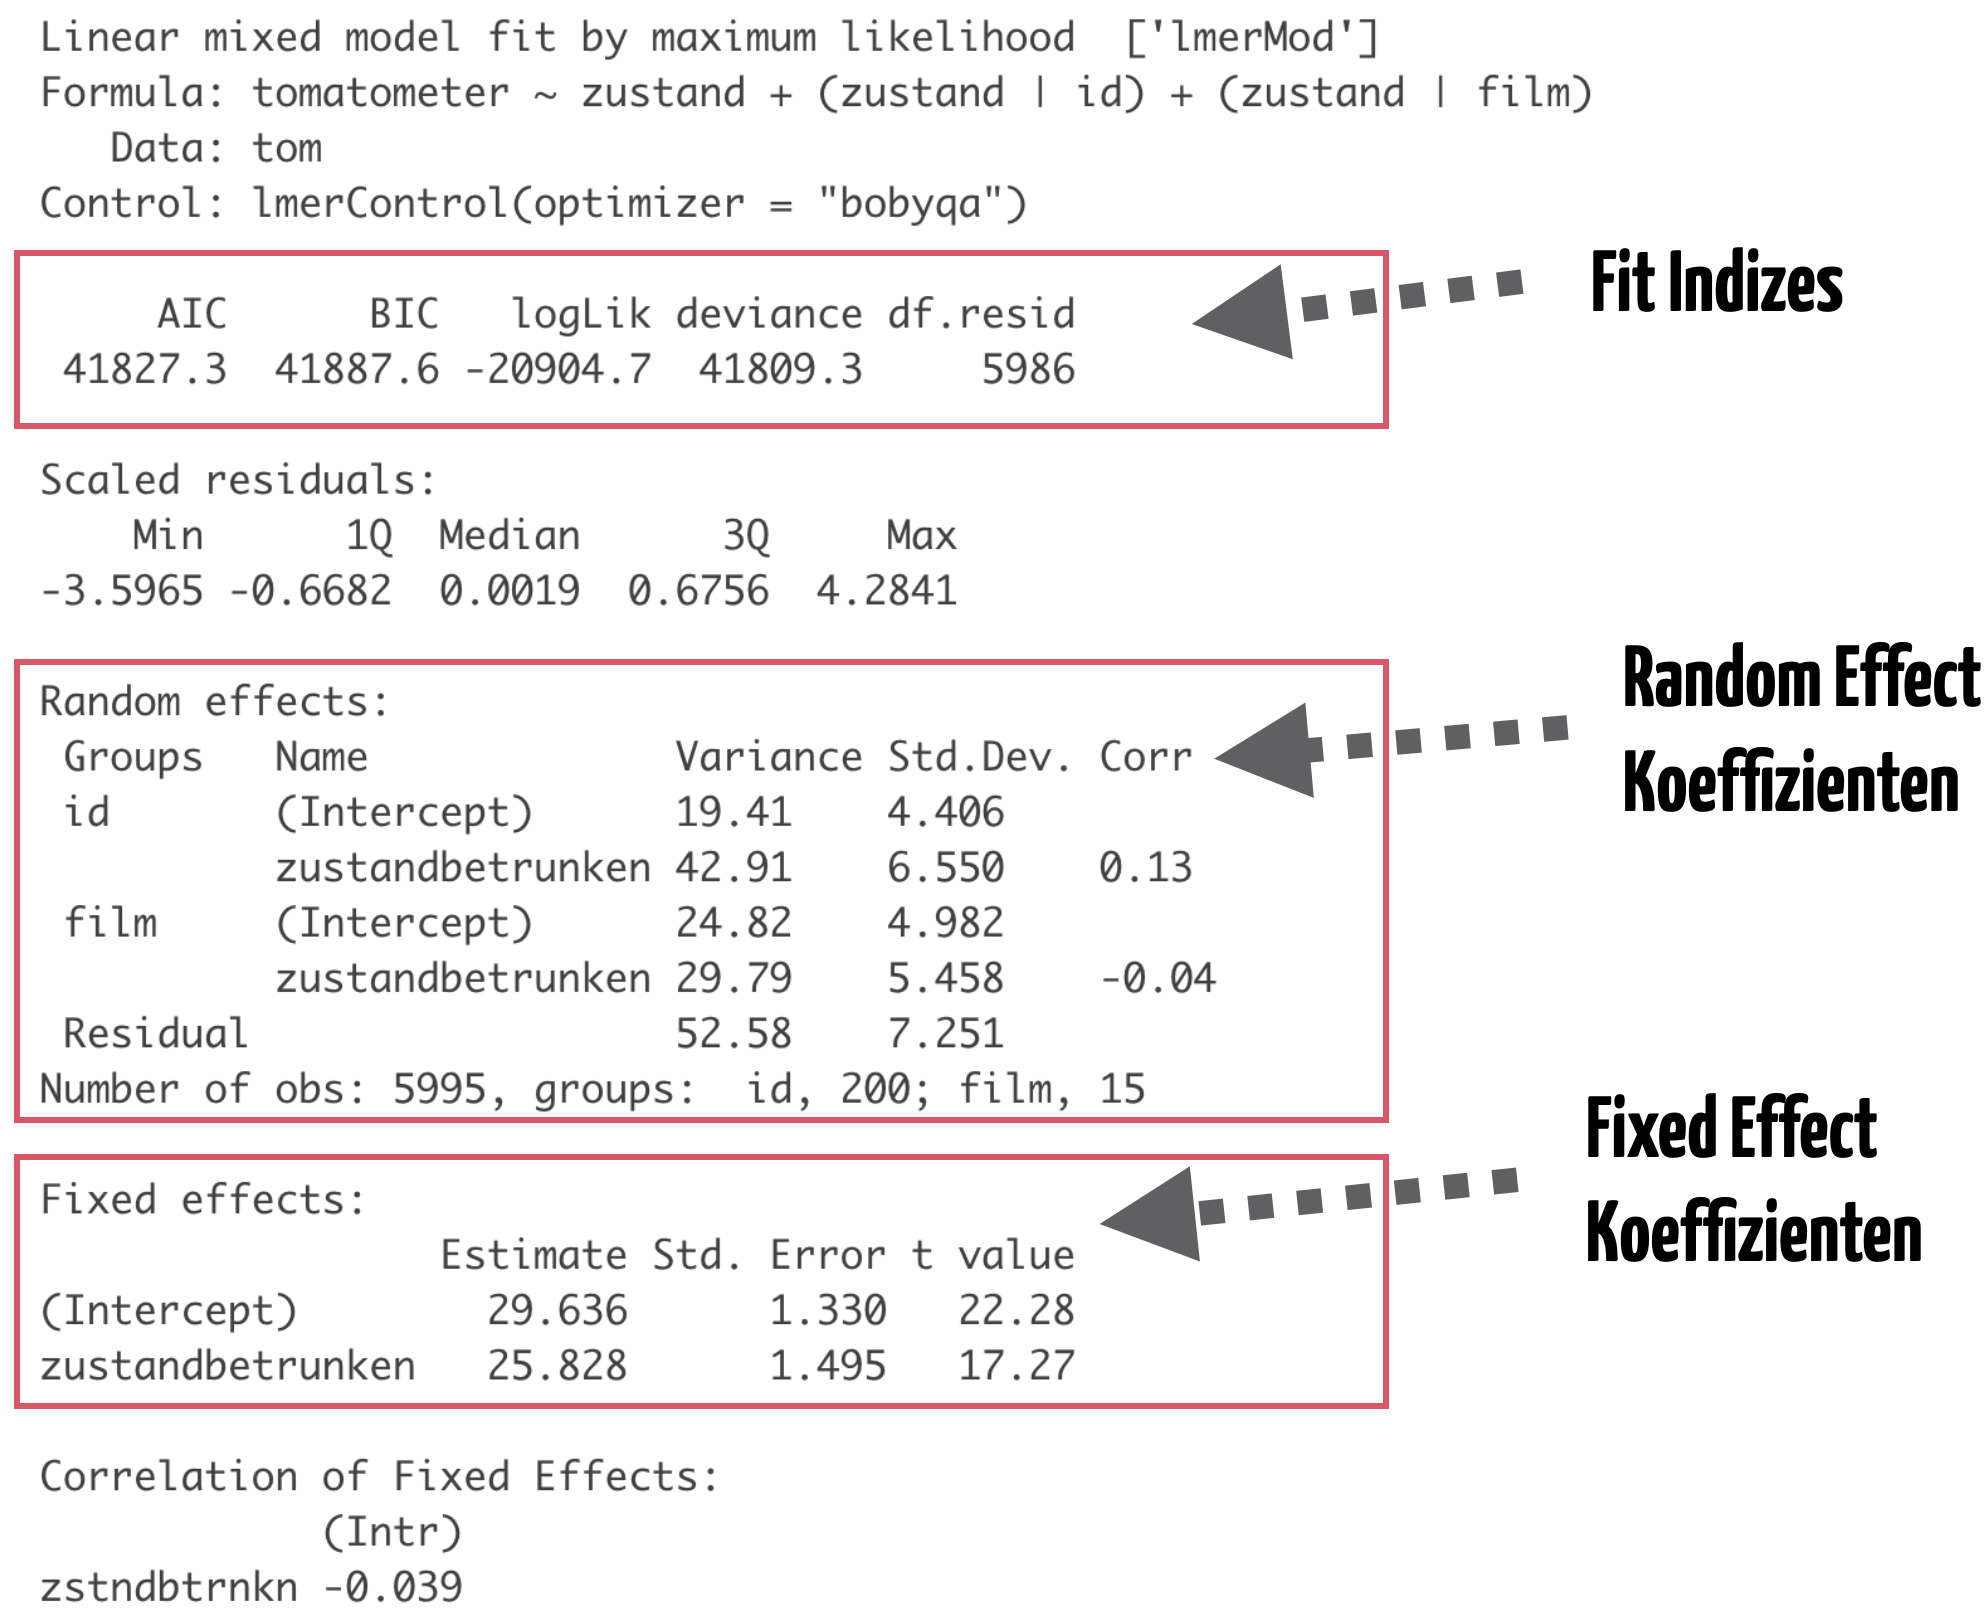 Linear mixed model fit by maximum likelihood  ['lmerMod']
Formula: tomatometer ~ zustand + (zustand | id) + (zustand | film)
   Data: tom
Control: lmerControl(optimizer = "bobyqa")
Fit Indizes
     AIC      BIC   logLik deviance df.resid
 41827.3  41887.6 -20904.7  41809.3     5986
Scaled residuals:
    Min      1Q  Median      3Q     Max
-3.5965 -0.6682  0.0019  0.6756  4.2841
Random Effect
Koeffizienten
Random effects:
 Groups   Name             Variance Std.Dev. Corr
 id       (Intercept)      19.41    4.406
          zustandbetrunken 42.91    6.550    0.13
 film     (Intercept)      24.82    4.982
          zustandbetrunken 29.79    5.458    -0.04
 Residual                  52.58    7.251
Number of obs: 5995, groups:  id, 200; film, 15
Fixed Effect
Koeffizienten
Fixed effects:
                 Estimate Std. Error t value
(Intercept)        29.636      1.330   22.28
zustandbetrunken   25.828      1.495   17.27
Correlation of Fixed Effects:
            (Intr)
zstndbtrnkn -0.039